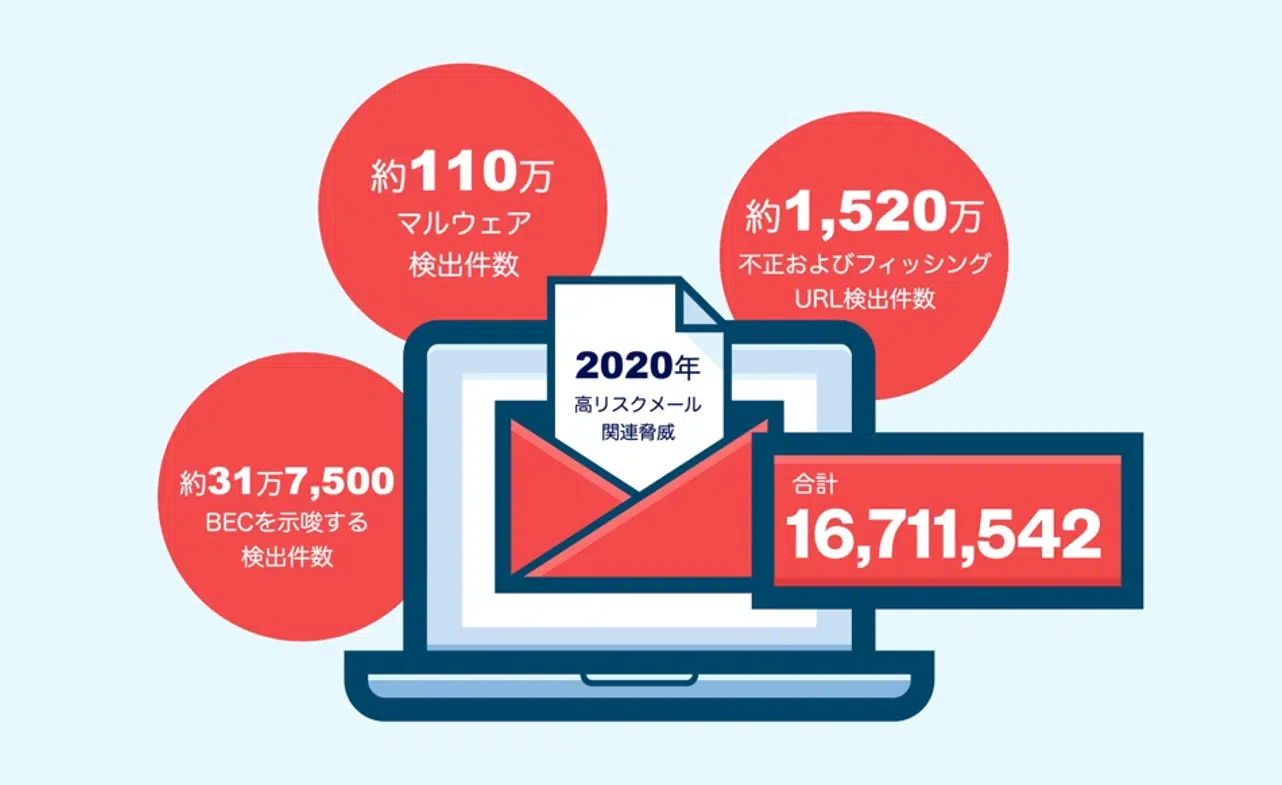 約110万
マルウェア
検出件数
約1,520万
不正およびフィッシング
URL検出件数
2020年
高リスクメール
関連脅威
約31万7,500
BECを示唆する
検出件数
合計
16,711,542